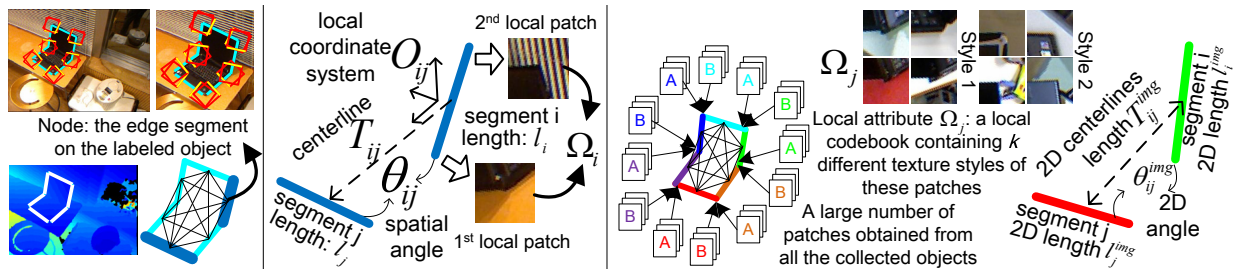 Node: the edge segment
on the labeled object
local
coordinate
system
O_ij
centerline
T_ij
θ_ij
spatial
angle
segment j
length: l_j
segment i
length: l_i
2nd local patch
1st local patch
Ω_i
A
B
A
B
B
A
A
B
B
A
A
B
A
Ω_j
Style 1
Style 2
Local attribute Ω_j: a local
codebook containing k
different texture styles of
these patches
A large number of
patches obtained from
all the collected objects
2D centerlines
length T_ij^img
segment i
2D length l_i^img
θ_ij^img
2D
angle
segment j
2D length l_j^img